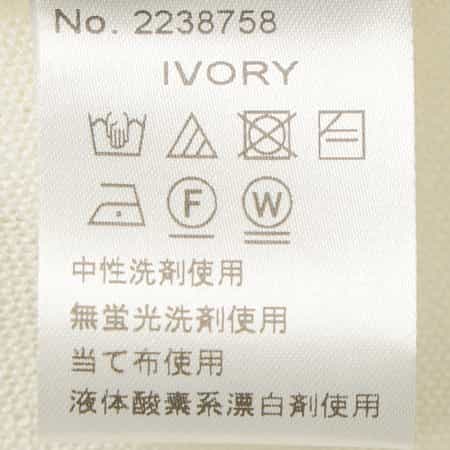 No. 2238758
IVORY
F W
中性洗剤使用
無蛍光洗剤使用
当て布使用
液体酸素系漂白剤使用